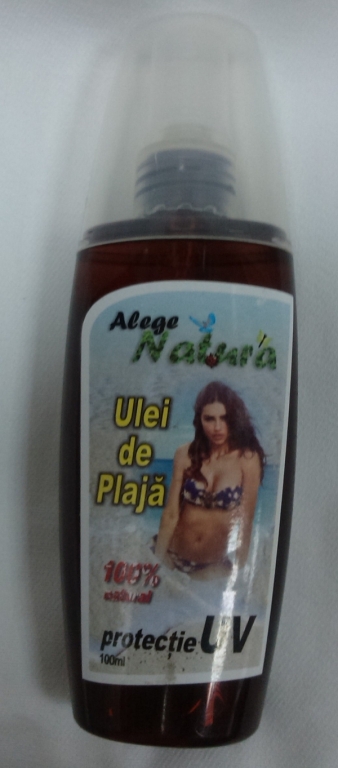 Alege
Natura
Ulei
de
Plajă
100%
natural
protecție UV
100ml